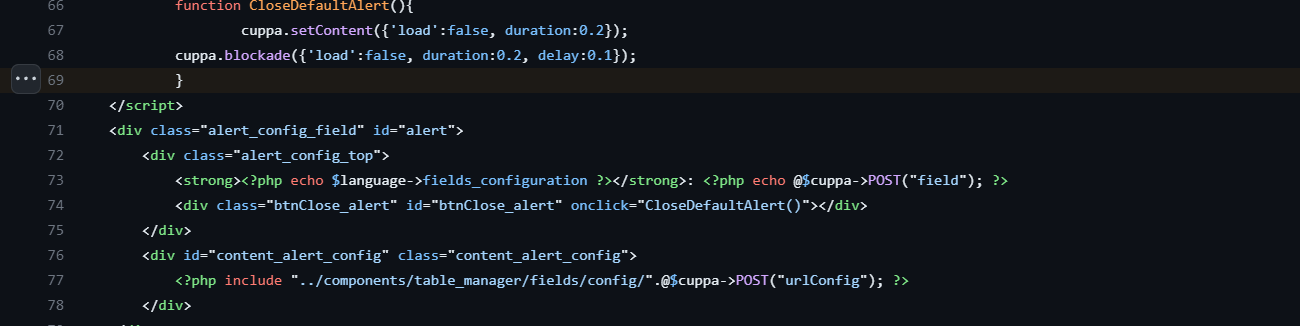 66 function CloseDefaultAlert(){
67 cuppa.setContent({'load':false, duration:0.2});
68 cuppa.blockade({'load':false, duration:0.2, delay:0.1});
69 }
70 </script>
71 <div class="alert_config_field" id="alert">
72 <div class="alert_config_top">
73 <strong><?php echo $language->fields_configuration ?></strong>: <?php echo @$cuppa->POST("field"); ?>
74 <div class="btnClose_alert" id="btnClose_alert" onclick="CloseDefaultAlert()"></div>
75 </div>
76 <div id="content_alert_config" class="content_alert_config">
77 <?php include "../components/table_manager/fields/config/".@$cuppa->POST("urlConfig"); ?>
78 </div>